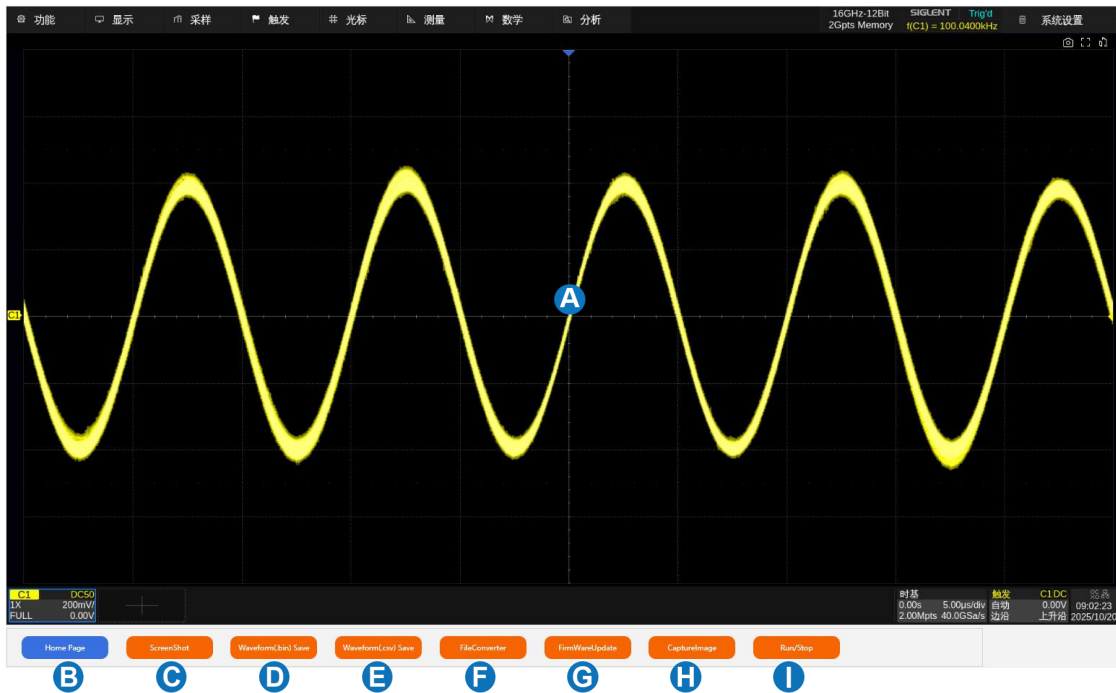 功能 显示 采样 触发 光标 测量 数学 分析 16GHz-12Bit SIGLENT Trig'd 系统设置
2Gpts Memory f(C1) = 100.0400kHz
A
C1
C1 DC50 时基 触发 C1 DC
1X 200mV/ 0.00s 5.00μs/div 自动 0.00V 09:02:23
FULL 0.00V 2.00Mpts 40.0GSa/s 边沿 上升沿 2025/10/20
Home Page ScreenShot Waveform(.bin) Save Waveform(.csv) Save FileConverter FirmWareUpdate CaptureImage Run/Stop
B C D E F G H I